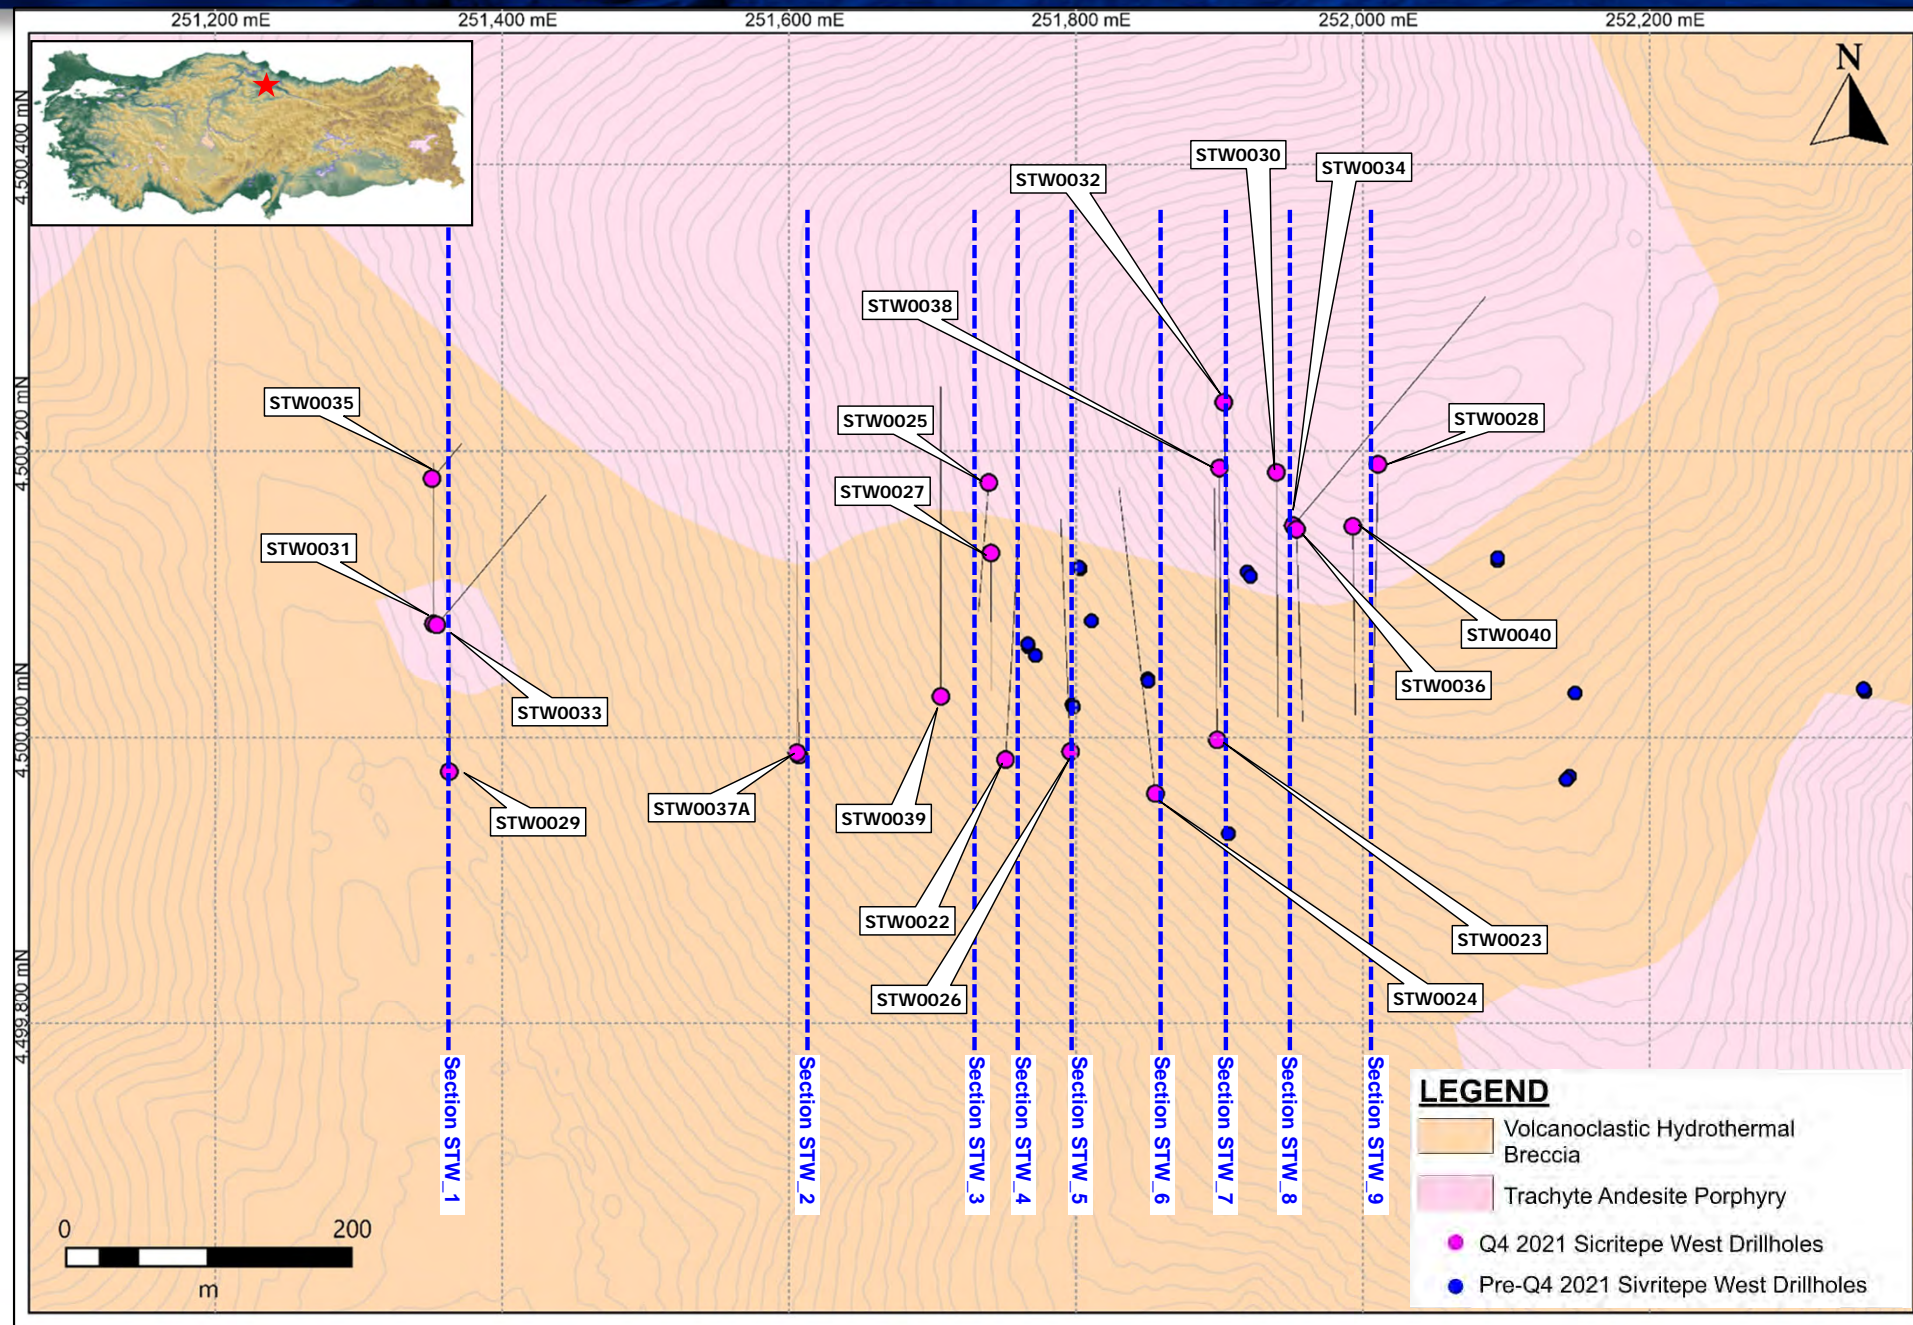 251,200 mE
251,400 mE
251,600 mE
251,800 mE
252,000 mE
252,200 mE
N
4,500,400 mN
4,500,200 mN
4,500,000 mN
4,499,800 mN
STW0030
STW0034
STW0032
STW0038
STW0035
STW0025
STW0028
STW0027
STW0031
STW0040
STW0036
STW0033
STW0037A
STW0039
STW0029
STW0022
STW0023
STW0026
STW0024
Section STW_1
Section STW_2
Section STW_3
Section STW_4
Section STW_5
Section STW_6
Section STW_7
Section STW_8
Section STW_9
LEGEND
Volcanoclastic Hydrothermal
Breccia
Trachyte Andesite Porphyry
Q4 2021 Sicritepe West Drillholes
Pre-Q4 2021 Sivritepe West Drillholes
0 200
m